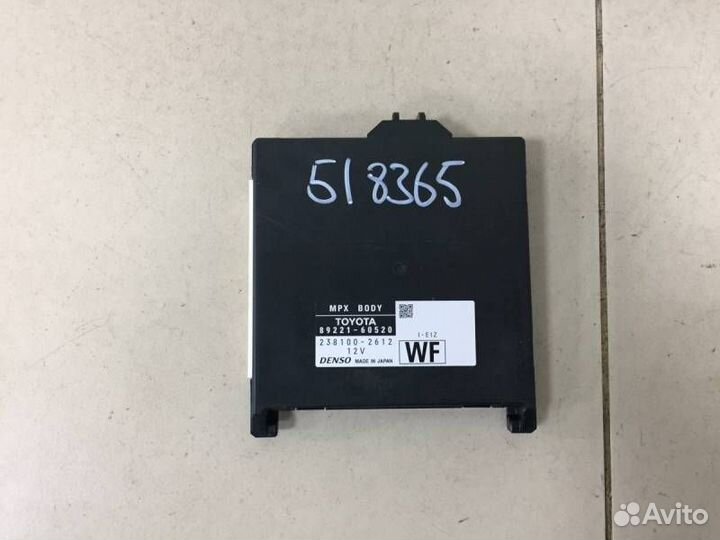 518365
MPX BODY
TOYOTA
89221-60520
238100-2612
12V
DENSO MADE IN JAPAN
I-E1Z
WF
Avito